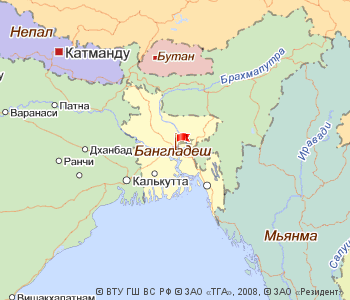 Непал
Катманду
Бутан
Брахмапутра
Патна
Варанаси
Иравади
Дханбад
Бангладеш
Ранчи
Калькутта
Мьянма
Салуи
Вишакхапатнам
© ВТУ ГШ ВС РФ © ЗАО «ТГА», 2008, © ЗАО «Резидент»